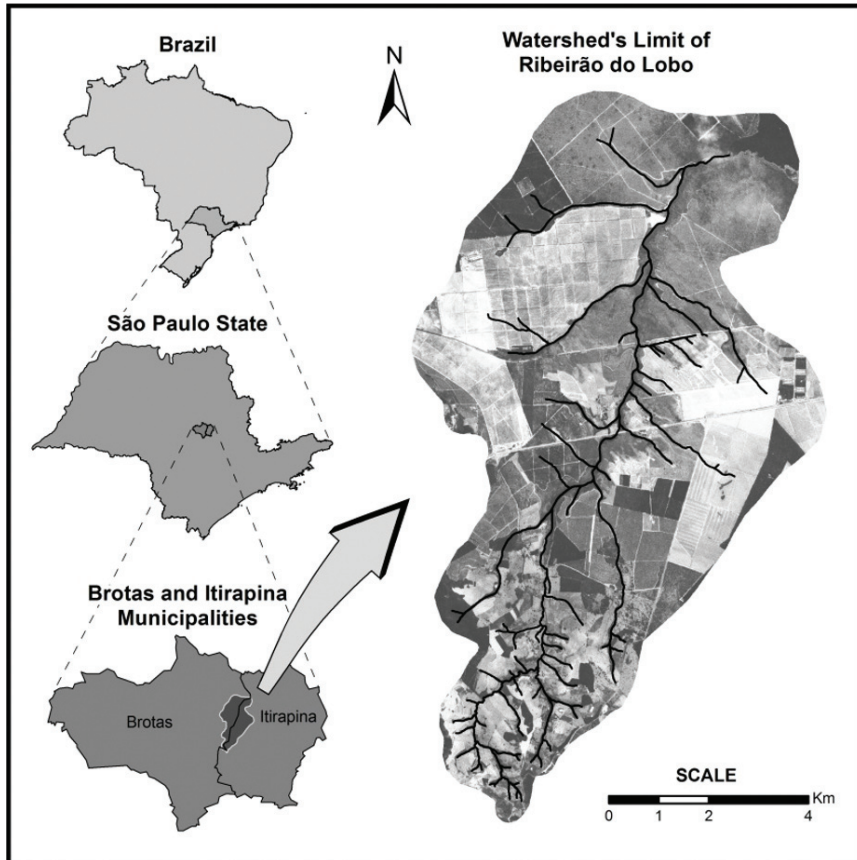 Brazil
N
Watershed's Limit of
Ribeirão do Lobo
São Paulo State
Brotas and Itirapina
Municipalities
Brotas
Itirapina
SCALE
Km
0 1 2 4